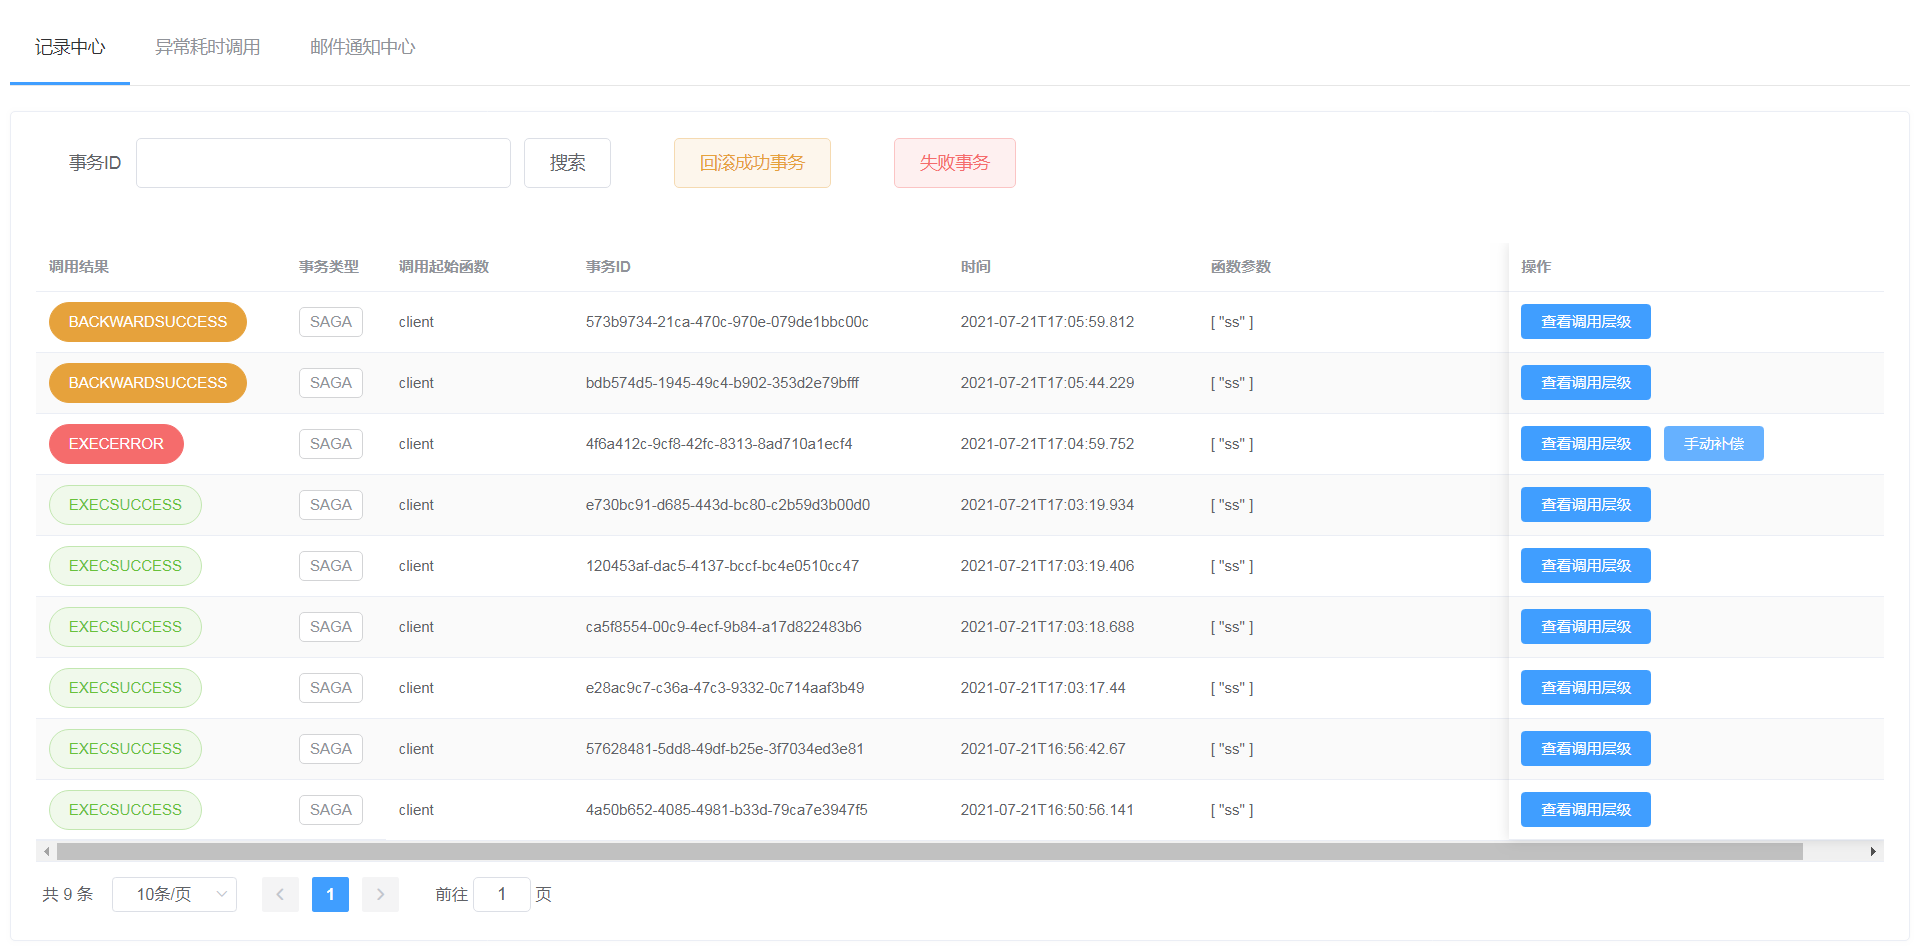 记录中心 异常耗时调用 邮件通知中心
事务ID 搜索 回滚成功事务 失败事务
调用结果 事务类型 调用起始函数 事务ID 时间 函数参数 操作
BACKWARDSUCCESS SAGA client 573b9734-21ca-470c-970e-079de1bbc00c 2021-07-21T17:05:59.812 [ "ss" ] 查看调用层级
BACKWARDSUCCESS SAGA client bdb574d5-1945-49c4-b902-353d2e79bfff 2021-07-21T17:05:44.229 [ "ss" ] 查看调用层级
EXECERROR SAGA client 4f6a412c-9cf8-42fc-8313-8ad710a1ecf4 2021-07-21T17:04:59.752 [ "ss" ] 查看调用层级 手动补偿
EXECSUCCESS SAGA client e730bc91-d685-443d-bc80-c2b59d3b00d0 2021-07-21T17:03:19.934 [ "ss" ] 查看调用层级
EXECSUCCESS SAGA client 120453af-dac5-4137-bccf-bc4e0510cc47 2021-07-21T17:03:19.406 [ "ss" ] 查看调用层级
EXECSUCCESS SAGA client ca5f8554-00c9-4ecf-9b84-a17d822483b6 2021-07-21T17:03:18.688 [ "ss" ] 查看调用层级
EXECSUCCESS SAGA client e28ac9c7-c36a-47c3-9332-0c714aaf3b49 2021-07-21T17:03:17.44 [ "ss" ] 查看调用层级
EXECSUCCESS SAGA client 57628481-5dd8-49df-b25e-3f7034ed3e81 2021-07-21T16:56:42.67 [ "ss" ] 查看调用层级
EXECSUCCESS SAGA client 4a50b652-4085-4981-b33d-79ca7e3947f5 2021-07-21T16:50:56.141 [ "ss" ] 查看调用层级
共 9 条 10条/页 1 前往 1 页